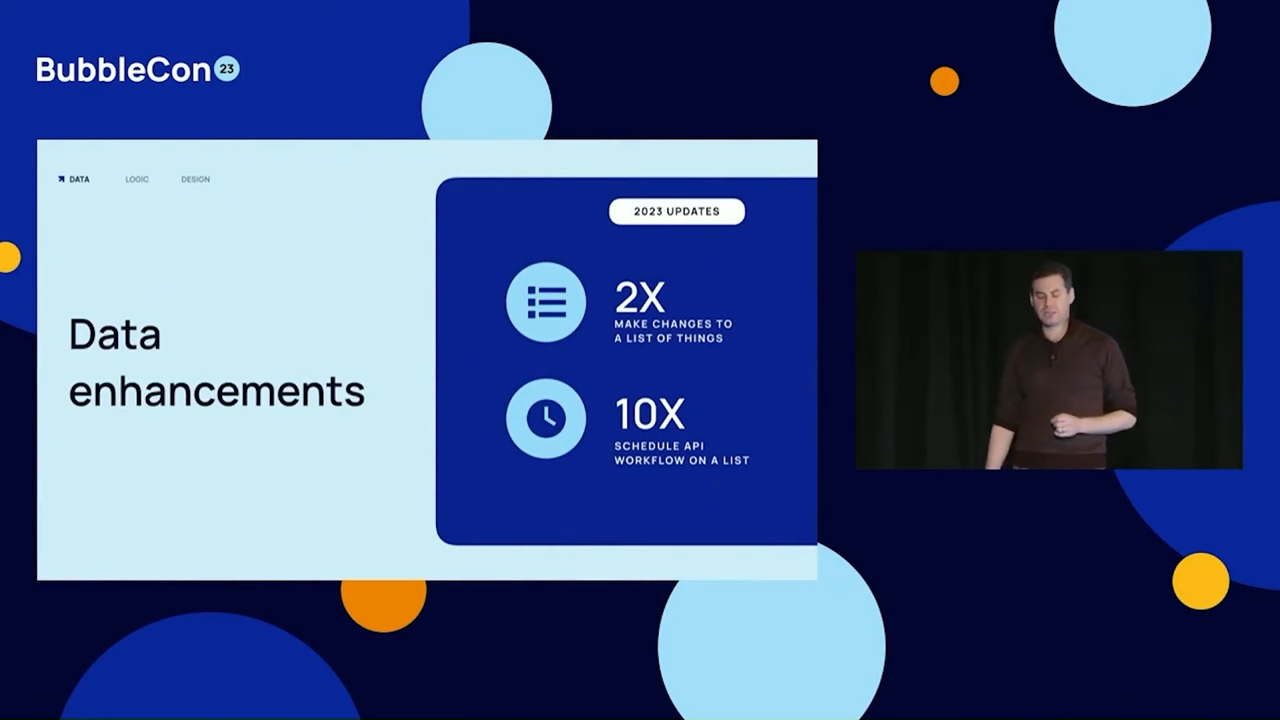 BubbleCon 23
DATA LOGIC DESIGN
2023 UPDATES
Data
enhancements
2X
MAKE CHANGES TO
A LIST OF THINGS
10X
SCHEDULE API
WORKFLOW ON A LIST